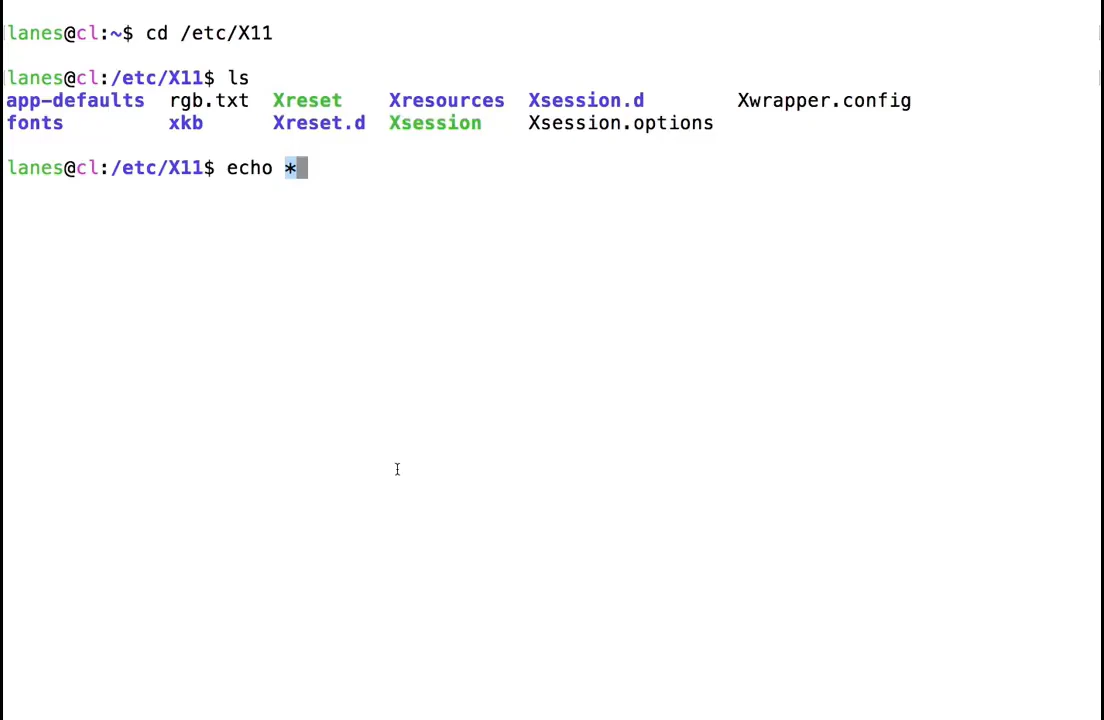 lanes@cl:~$ cd /etc/X11
lanes@cl:/etc/X11$ ls
app-defaults rgb.txt Xreset Xresources Xsession.d Xwrapper.config
fonts xkb Xreset.d Xsession Xsession.options
lanes@cl:/etc/X11$ echo *